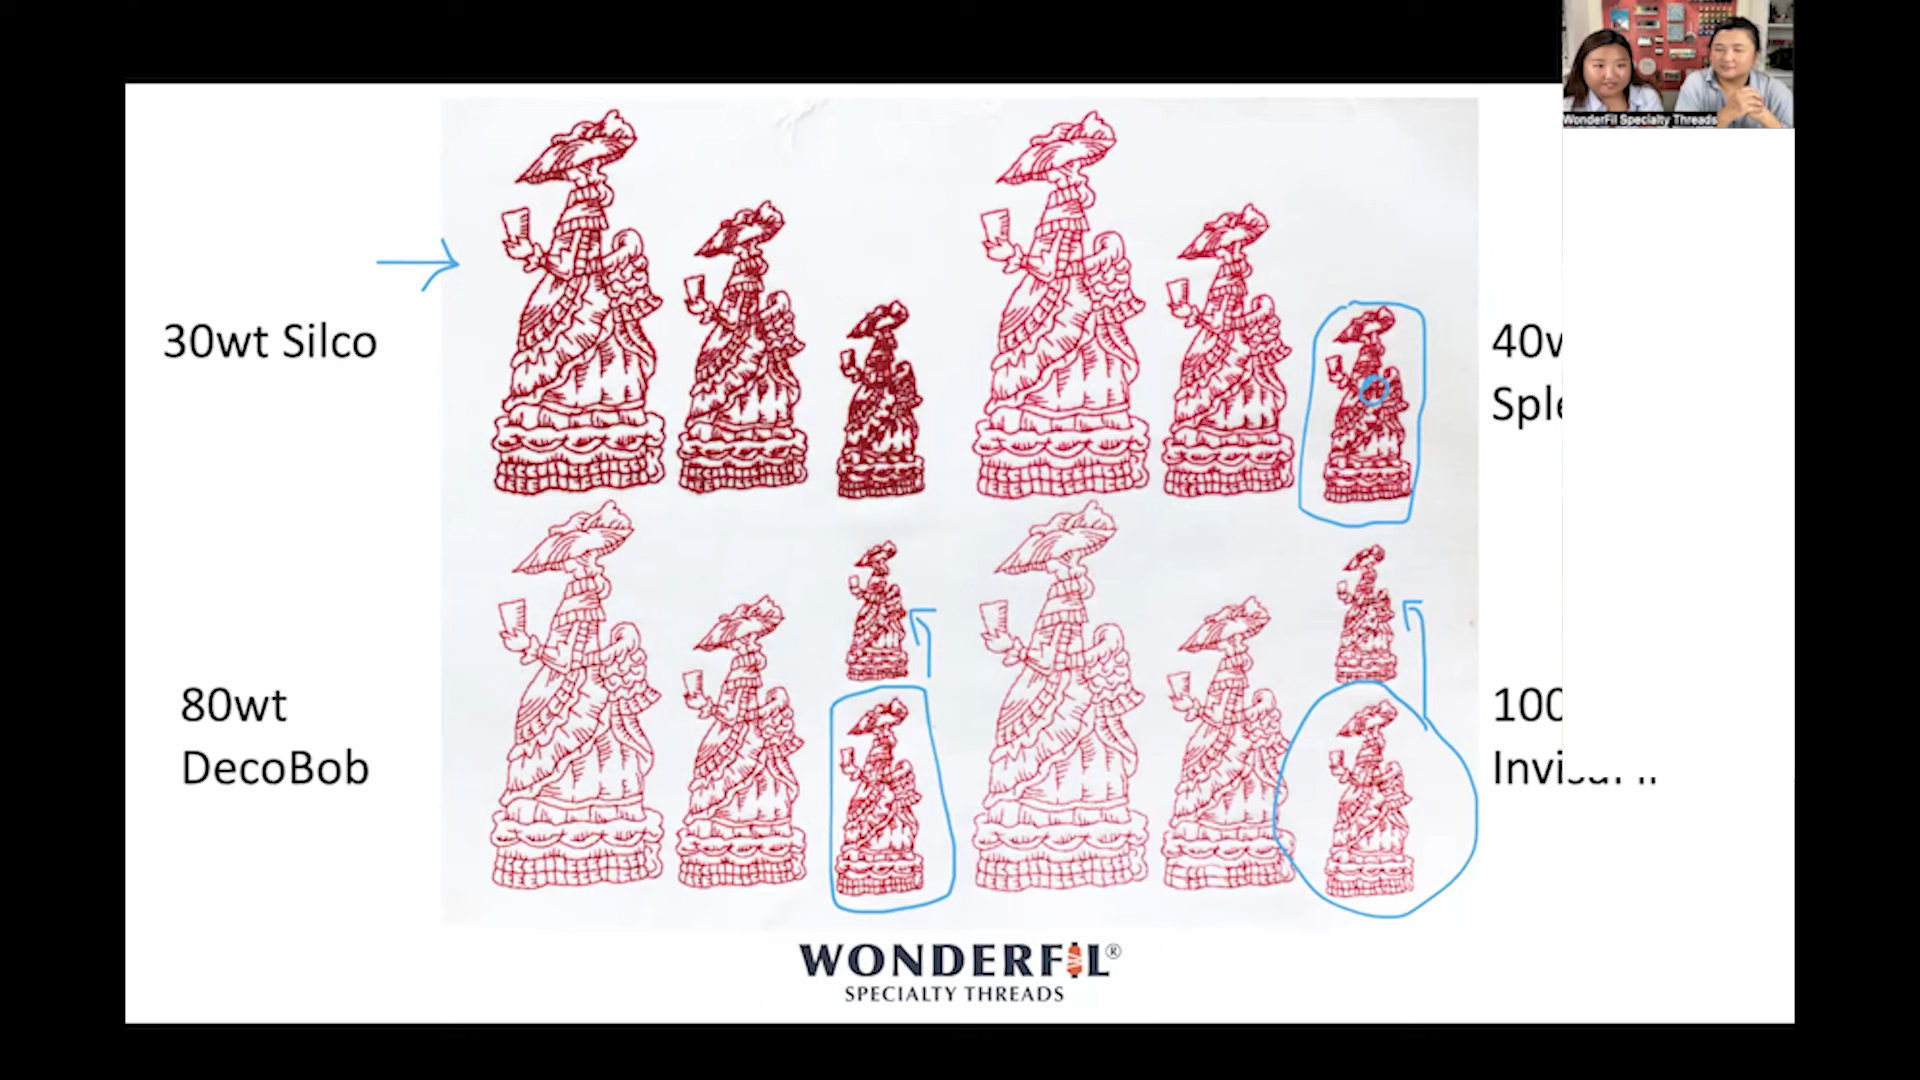 WonderFil Specialty Threads
30wt Silco
80wt
DecoBob
WONDERFIL®
SPECIALTY THREADS